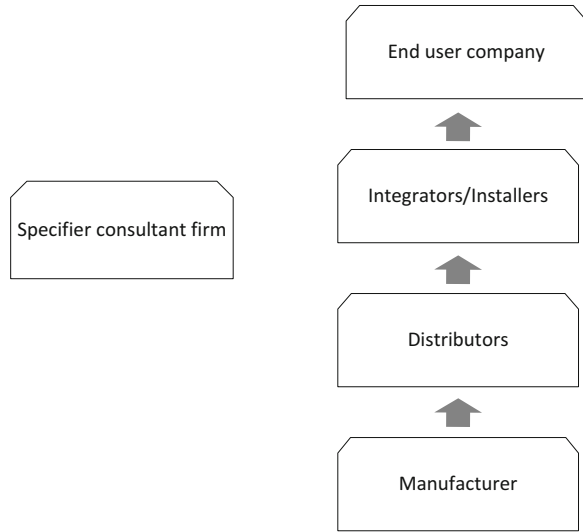 End user company
Integrators/Installers
Specifier consultant firm
Distributors
Manufacturer